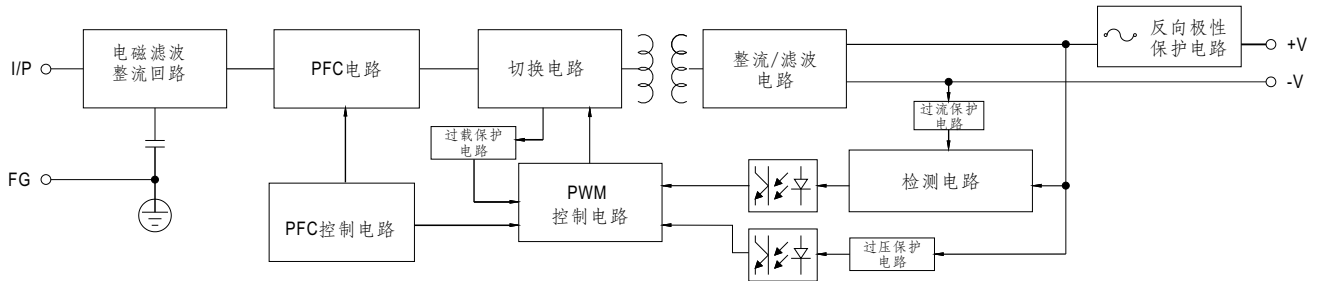 I/P
电磁滤波
整流回路
PFC电路
切换电路
整流/滤波
电路
反向极性
保护电路
+V
-V
过载保护
电路
过流保护
电路
FG
PFC控制电路
PWM
控制电路
检测电路
过压保护
电路